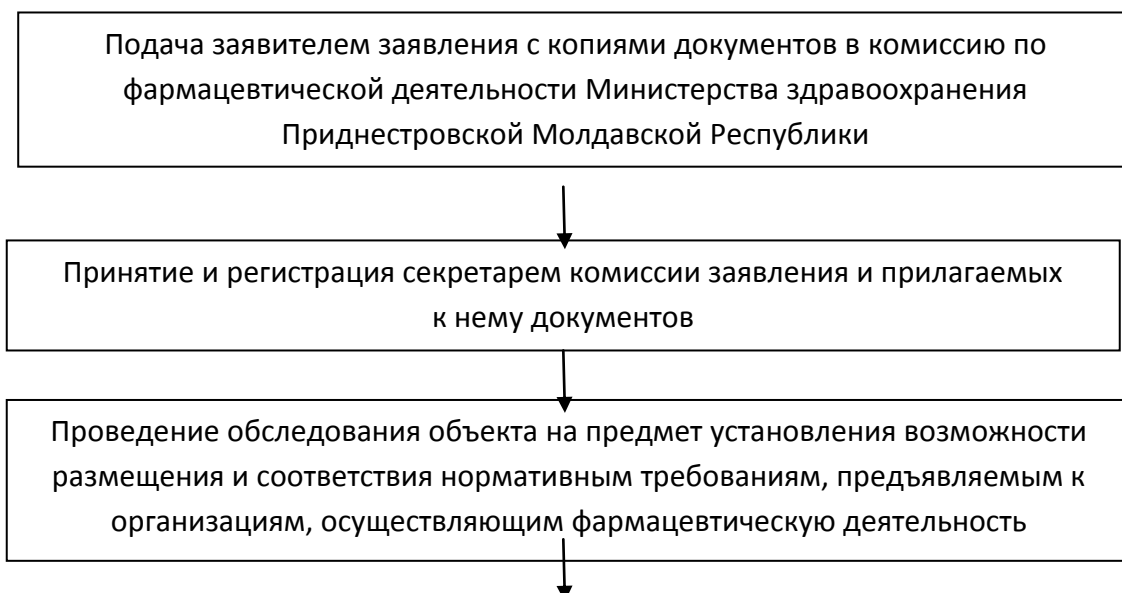 Подача заявителем заявления с копиями документов в комиссию по
фармацевтической деятельности Министерства здравоохранения
Приднестровской Молдавской Республики
Принятие и регистрация секретарем комиссии заявления и прилагаемых
к нему документов
Проведение обследования объекта на предмет установления возможности
размещения и соответствия нормативным требованиям, предъявляемым к
организациям, осуществляющим фармацевтическую деятельность